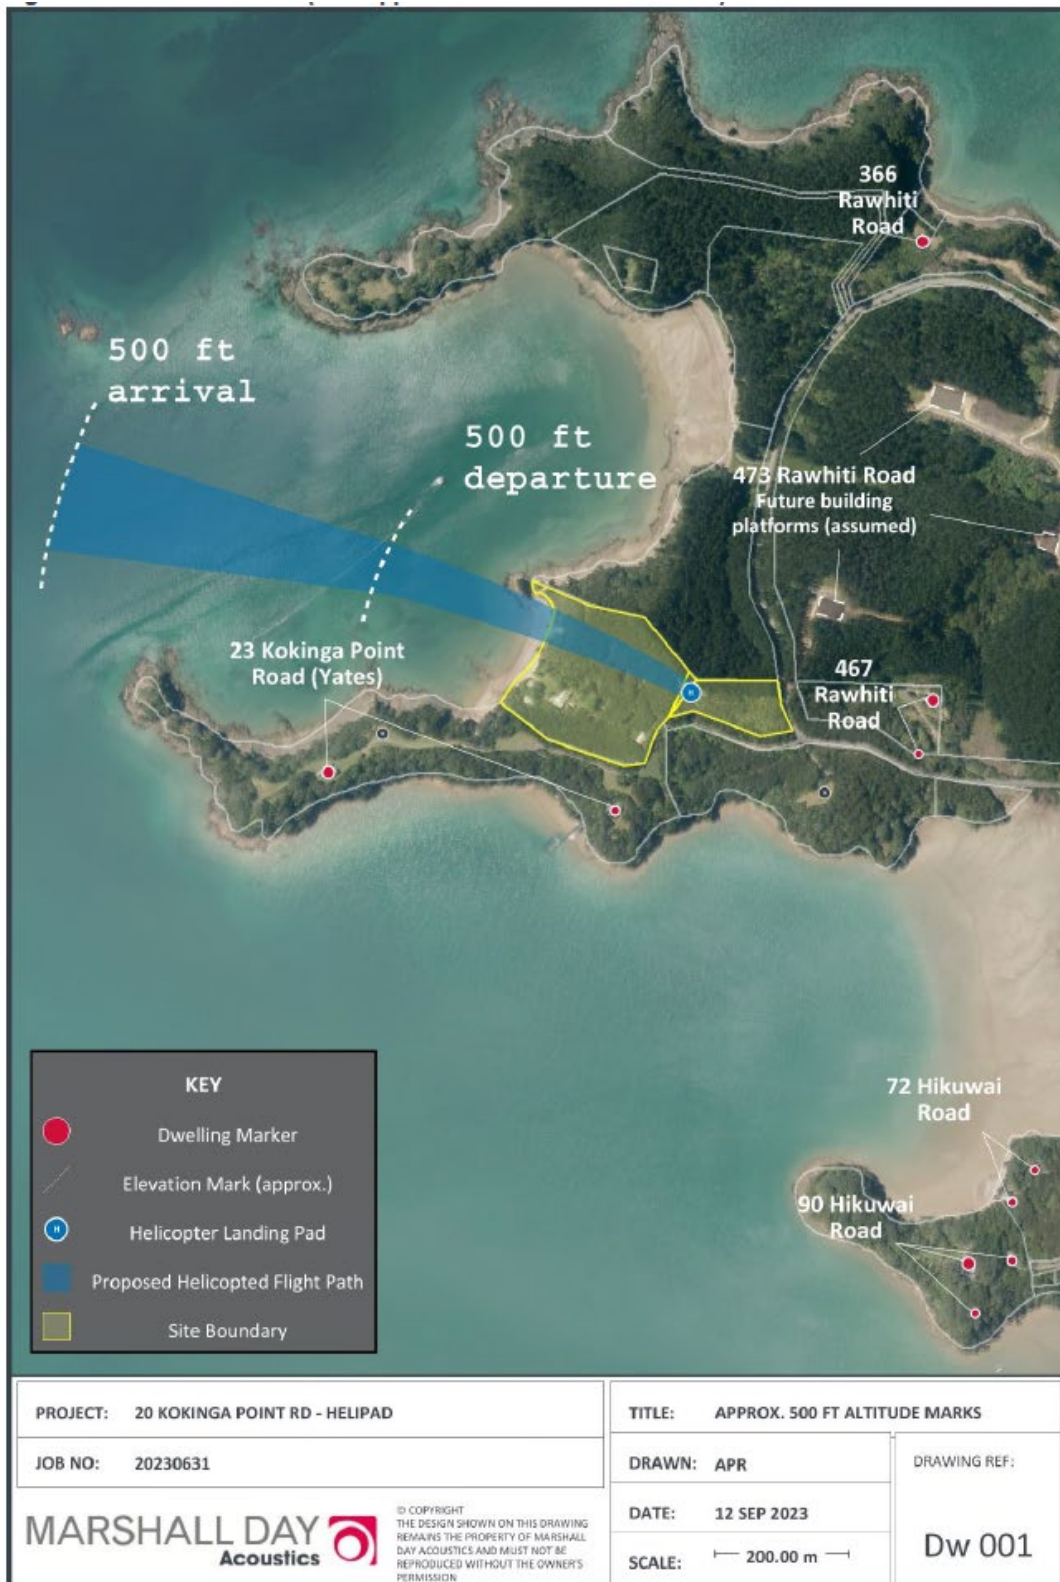 366
Rawhiti
Road
500 ft
arrival
500 ft
departure
473 Rawhiti Road
Future building
platforms (assumed)
23 Kokinga Point
Road (Yates)
467
Rawhiti
Road
H
KEY
Dwelling Marker
Elevation Mark (approx.)
H
Helicopter Landing Pad
Proposed Helicopted Flight Path
Site Boundary
72 Hikuwai
Road
90 Hikuwai
Road
PROJECT: 20 KOKINGA POINT RD - HELIPAD
JOB NO: 20230631
MARSHALL DAY
Acoustics
© COPYRIGHT
THE DESIGN SHOWN ON THIS DRAWING
REMAINS THE PROPERTY OF MARSHALL
DAY ACOUSTICS AND MUST NOT BE
REPRODUCED WITHOUT THE OWNER'S
PERMISSION
TITLE: APPROX. 500 FT ALTITUDE MARKS
DRAWN: APR
DATE: 12 SEP 2023
SCALE: 200.00 m
DRAWING REF:
Dw 001